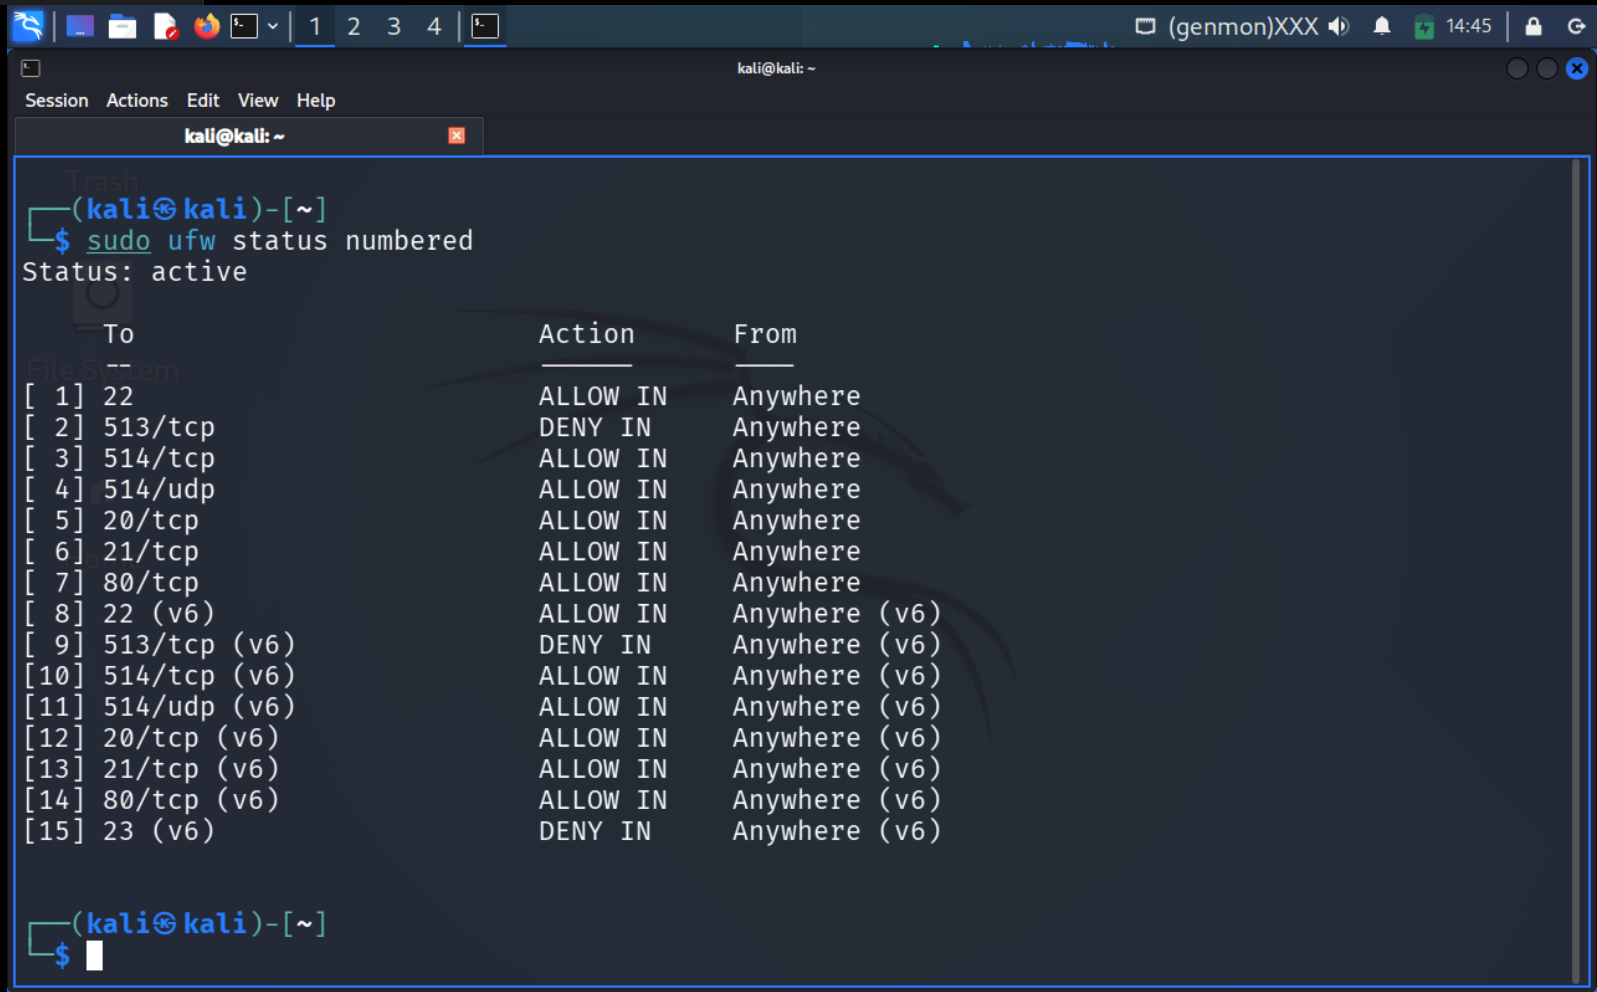 1 2 3 4 (genmon)XXX 14:45
kali@kali: ~
Session Actions Edit View Help
kali@kali: ~
Trash
┌──(kali㉿kali)-[~]
└─$ sudo ufw status numbered
Status: active
To Action From
-- ------ ----
File System
[ 1] 22 ALLOW IN Anywhere
[ 2] 513/tcp DENY IN Anywhere
[ 3] 514/tcp ALLOW IN Anywhere
[ 4] 514/udp ALLOW IN Anywhere
[ 5] 20/tcp ALLOW IN Anywhere
[ 6] 21/tcp ALLOW IN Anywhere
[ 7] 80/tcp ALLOW IN Anywhere
[ 8] 22 (v6) ALLOW IN Anywhere (v6)
[ 9] 513/tcp (v6) DENY IN Anywhere (v6)
[10] 514/tcp (v6) ALLOW IN Anywhere (v6)
[11] 514/udp (v6) ALLOW IN Anywhere (v6)
[12] 20/tcp (v6) ALLOW IN Anywhere (v6)
[13] 21/tcp (v6) ALLOW IN Anywhere (v6)
[14] 80/tcp (v6) ALLOW IN Anywhere (v6)
[15] 23 (v6) DENY IN Anywhere (v6)
┌──(kali㉿kali)-[~]
└─$